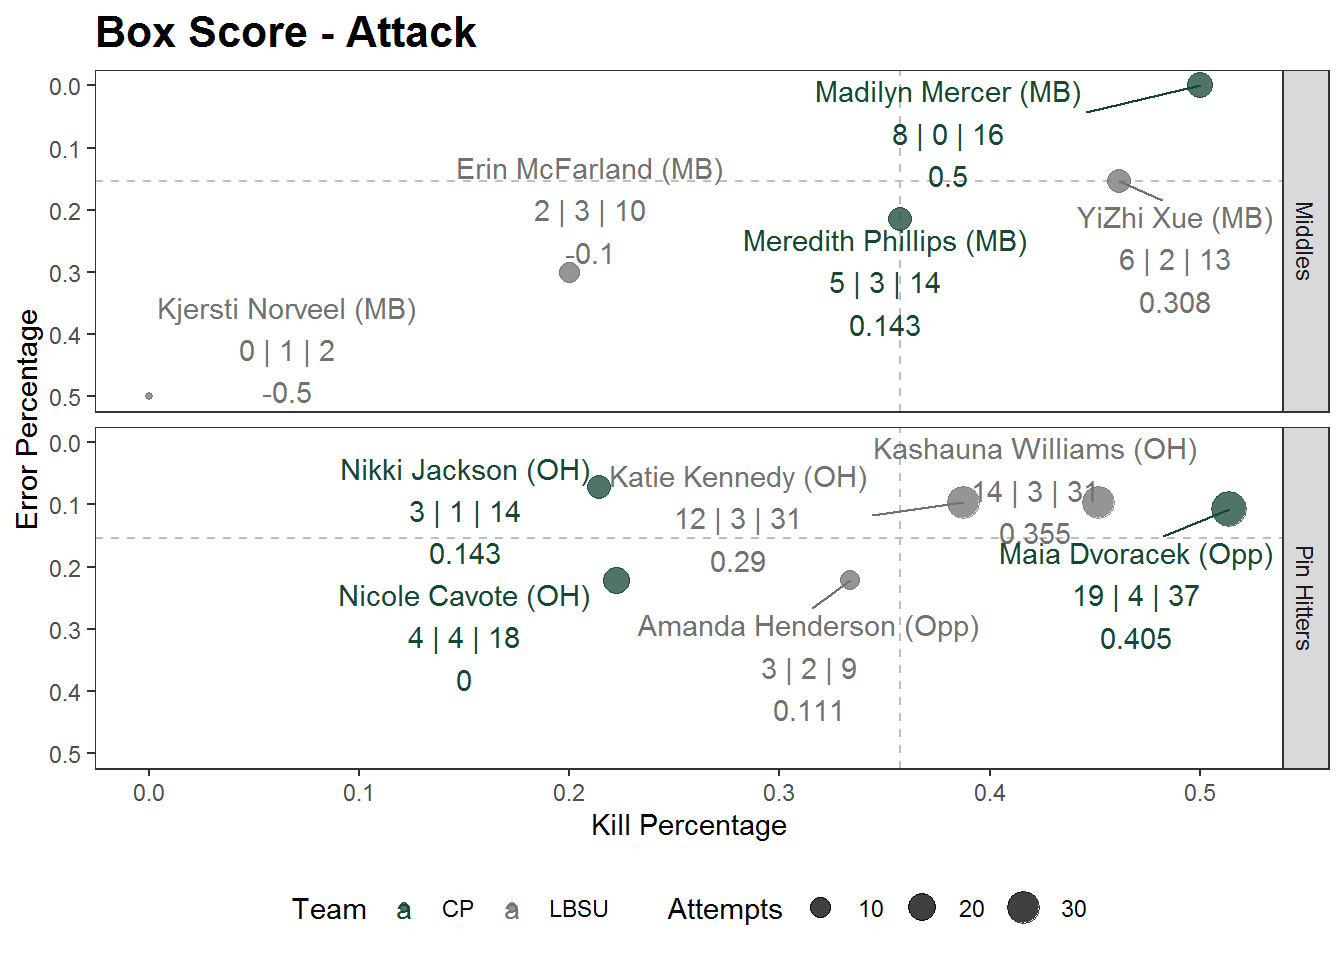 Box Score - Attack
Error Percentage
0.0
0.1
0.2
0.3
0.4
0.5
Madilyn Mercer (MB)
8 | 0 | 16
0.5
Erin McFarland (MB)
2 | 3 | 10
-0.1
YiZhi Xue (MB)
6 | 2 | 13
0.308
Meredith Phillips (MB)
5 | 3 | 14
0.143
Kjersti Norveel (MB)
0 | 1 | 2
-0.5
Middles
0.0
0.1
0.2
0.3
0.4
0.5
Kashauna Williams (OH)
14 | 3 | 31
0.355
Nikki Jackson (OH)
3 | 1 | 14
0.143
Katie Kennedy (OH)
12 | 3 | 31
0.29
Maia Dvoracek (Opp)
19 | 4 | 37
0.405
Nicole Cavote (OH)
4 | 4 | 18
0
Amanda Henderson (Opp)
3 | 2 | 9
0.111
Pin Hitters
0.0 0.1 0.2 0.3 0.4 0.5
Kill Percentage
Team a CP a LBSU Attempts 10 20 30